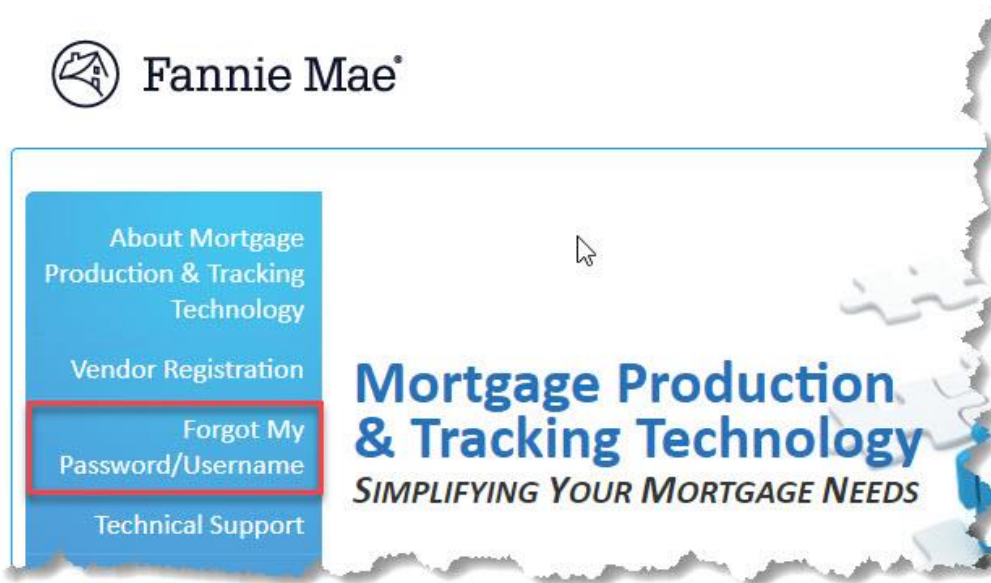 Fannie Mae®
About Mortgage
Production & Tracking
Technology
Vendor Registration
Forgot My
Password/Username
Technical Support
Mortgage Production
& Tracking Technology
SIMPLIFYING YOUR MORTGAGE NEEDS